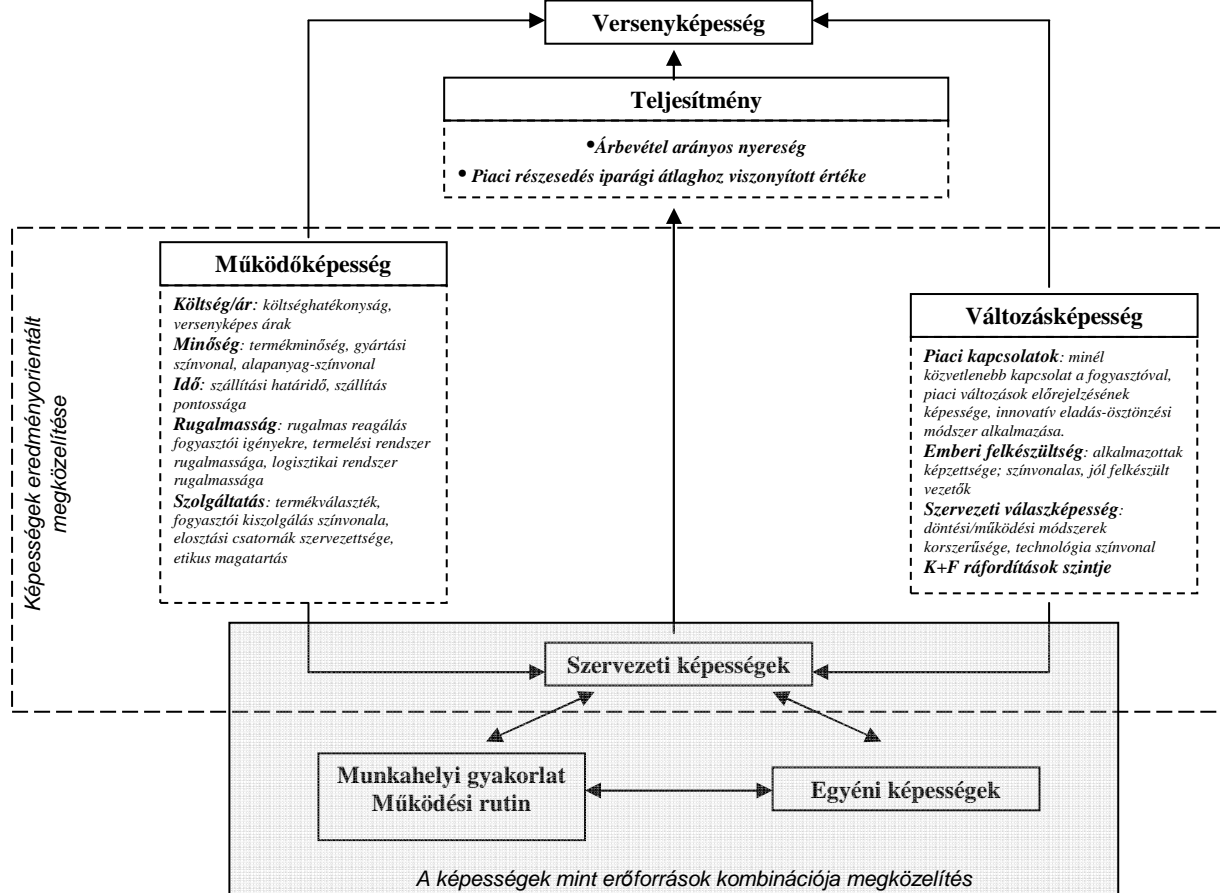 Versenyképesség
Teljesítmény
•Árbevétel arányos nyereség
• Piaci részesedés iparági átlaghoz viszonyított értéke
Képességek eredményorientált
megközelítése
Működőképesség
Költség/ár: költséghatékonyság,
versenyképes árak
Minőség: termékminőség, gyártási
színvonal, alapanyag-színvonal
Idő: szállítási határidő, szállítás
pontossága
Rugalmasság: rugalmas reagálás
fogyasztói igényekre, termelési rendszer
rugalmassága, logisztikai rendszer
rugalmassága
Szolgáltatás: termékválaszték,
fogyasztói kiszolgálás színvonala,
elosztási csatornák szervezettsége,
etikus magatartás
Változásképesség
Piaci kapcsolatok: minél
közvetlenebb kapcsolat a fogyasztóval,
piaci változások előrejelzésének
képessége, innovatív eladás-ösztönzési
módszer alkalmazása.
Emberi felkészültség: alkalmazottak
képzettsége; színvonalas, jól felkészült
vezetők
Szervezeti válaszképesség:
döntési/működési módszerek
korszerűsége, technológia színvonal
K+F ráfordítások szintje
Szervezeti képességek
Munkahelyi gyakorlat
Működési rutin
Egyéni képességek
A képességek mint erőforrások kombinációja megközelítés